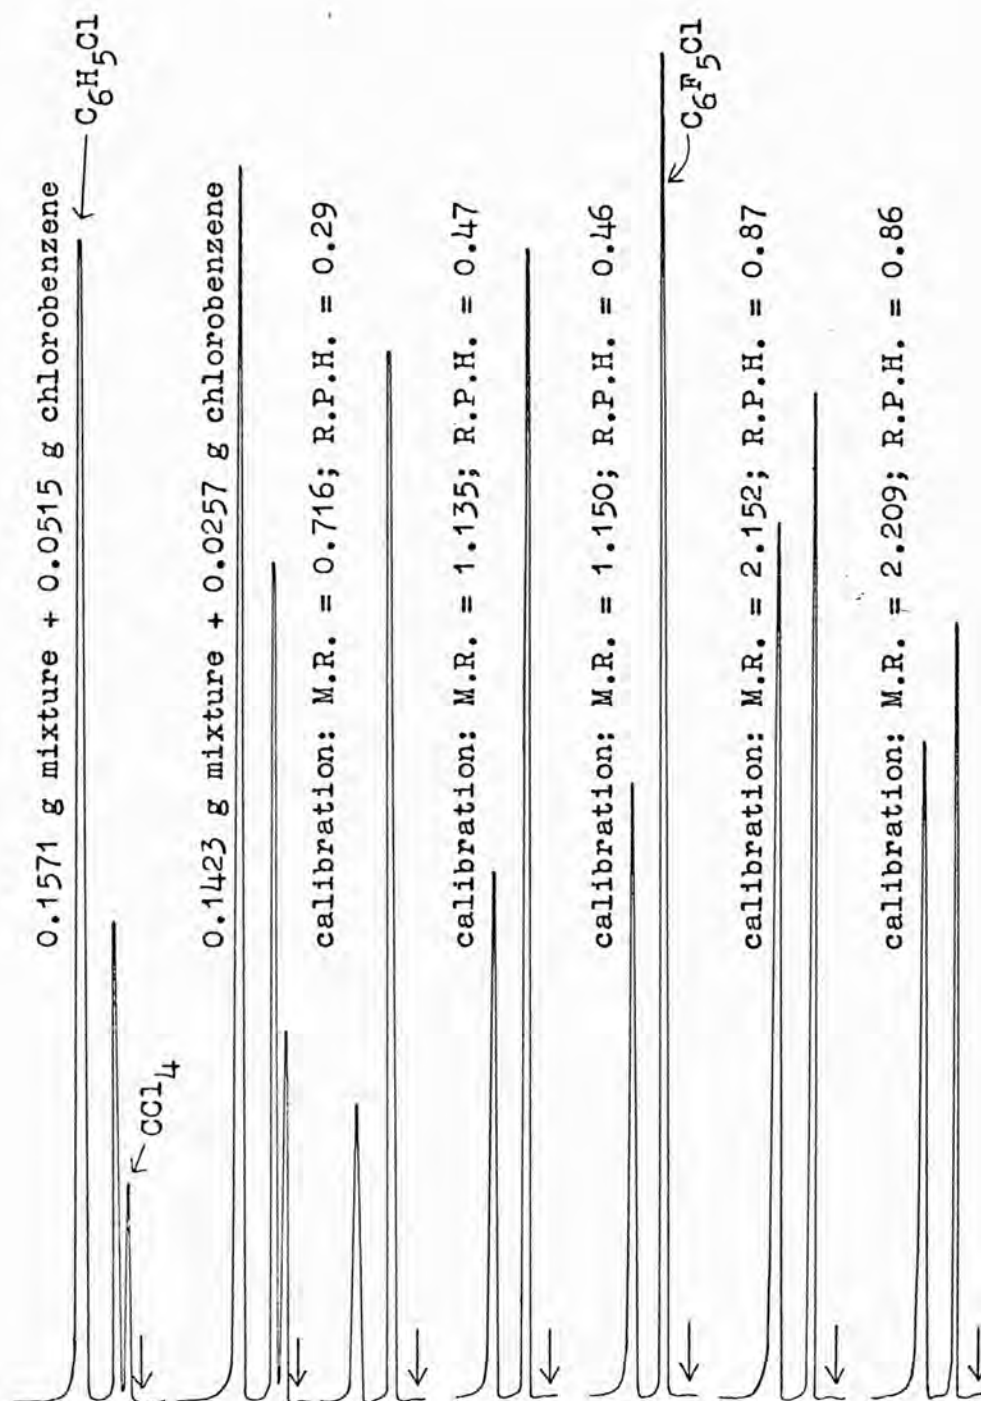 0.1571 g mixture + 0.0515 g chlorobenzene
C₆H₅Cl
CCl₄
0.1423 g mixture + 0.0257 g chlorobenzene
calibration: M.R. = 0.716; R.P.H. = 0.29
calibration: M.R. = 1.135; R.P.H. = 0.47
calibration: M.R. = 1.150; R.P.H. = 0.46
C₆F₅Cl
calibration: M.R. = 2.152; R.P.H. = 0.87
calibration: M.R. = 2.209; R.P.H. = 0.86